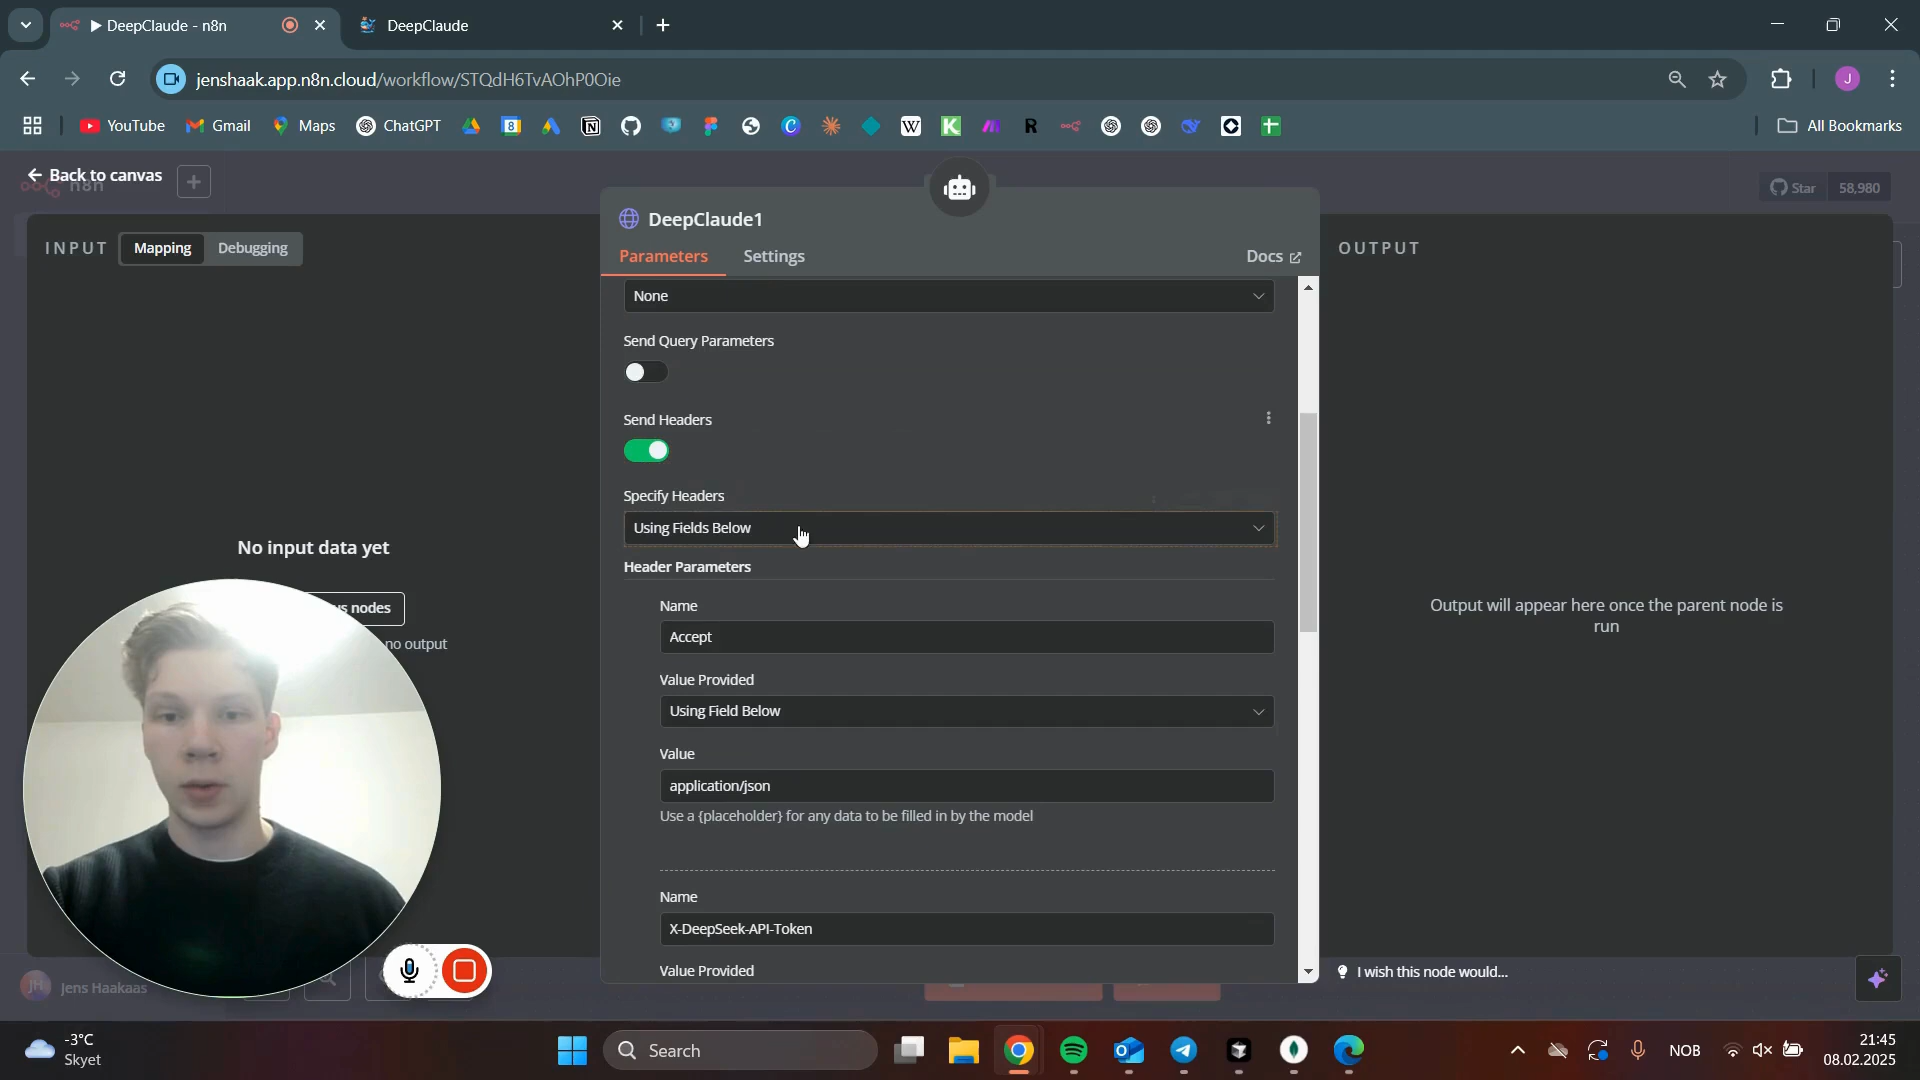 DeepClaude - n8n
DeepClaude
jenshaak.app.n8n.cloud/workflow/STQdH6TvAOhP0Oie
J
YouTube
Gmail
Maps
ChatGPT
All Bookmarks
Back to canvas
n8n
Star
58,980
INPUT
Mapping
Debugging
DeepClaude1
Parameters
Settings
Docs
OUTPUT
None
Send Query Parameters
Send Headers
Specify Headers
Using Fields Below
Header Parameters
Name
Accept
Value Provided
Using Field Below
Value
application/json
Use a {placeholder} for any data to be filled in by the model
Name
X-DeepSeek-API-Token
Value Provided
No input data yet
nodes
no output
Output will appear here once the parent node is
run
I wish this node would...
JH
Jens Haakaas
-3°C
Skyet
Search
NOB
21:45
08.02.2025